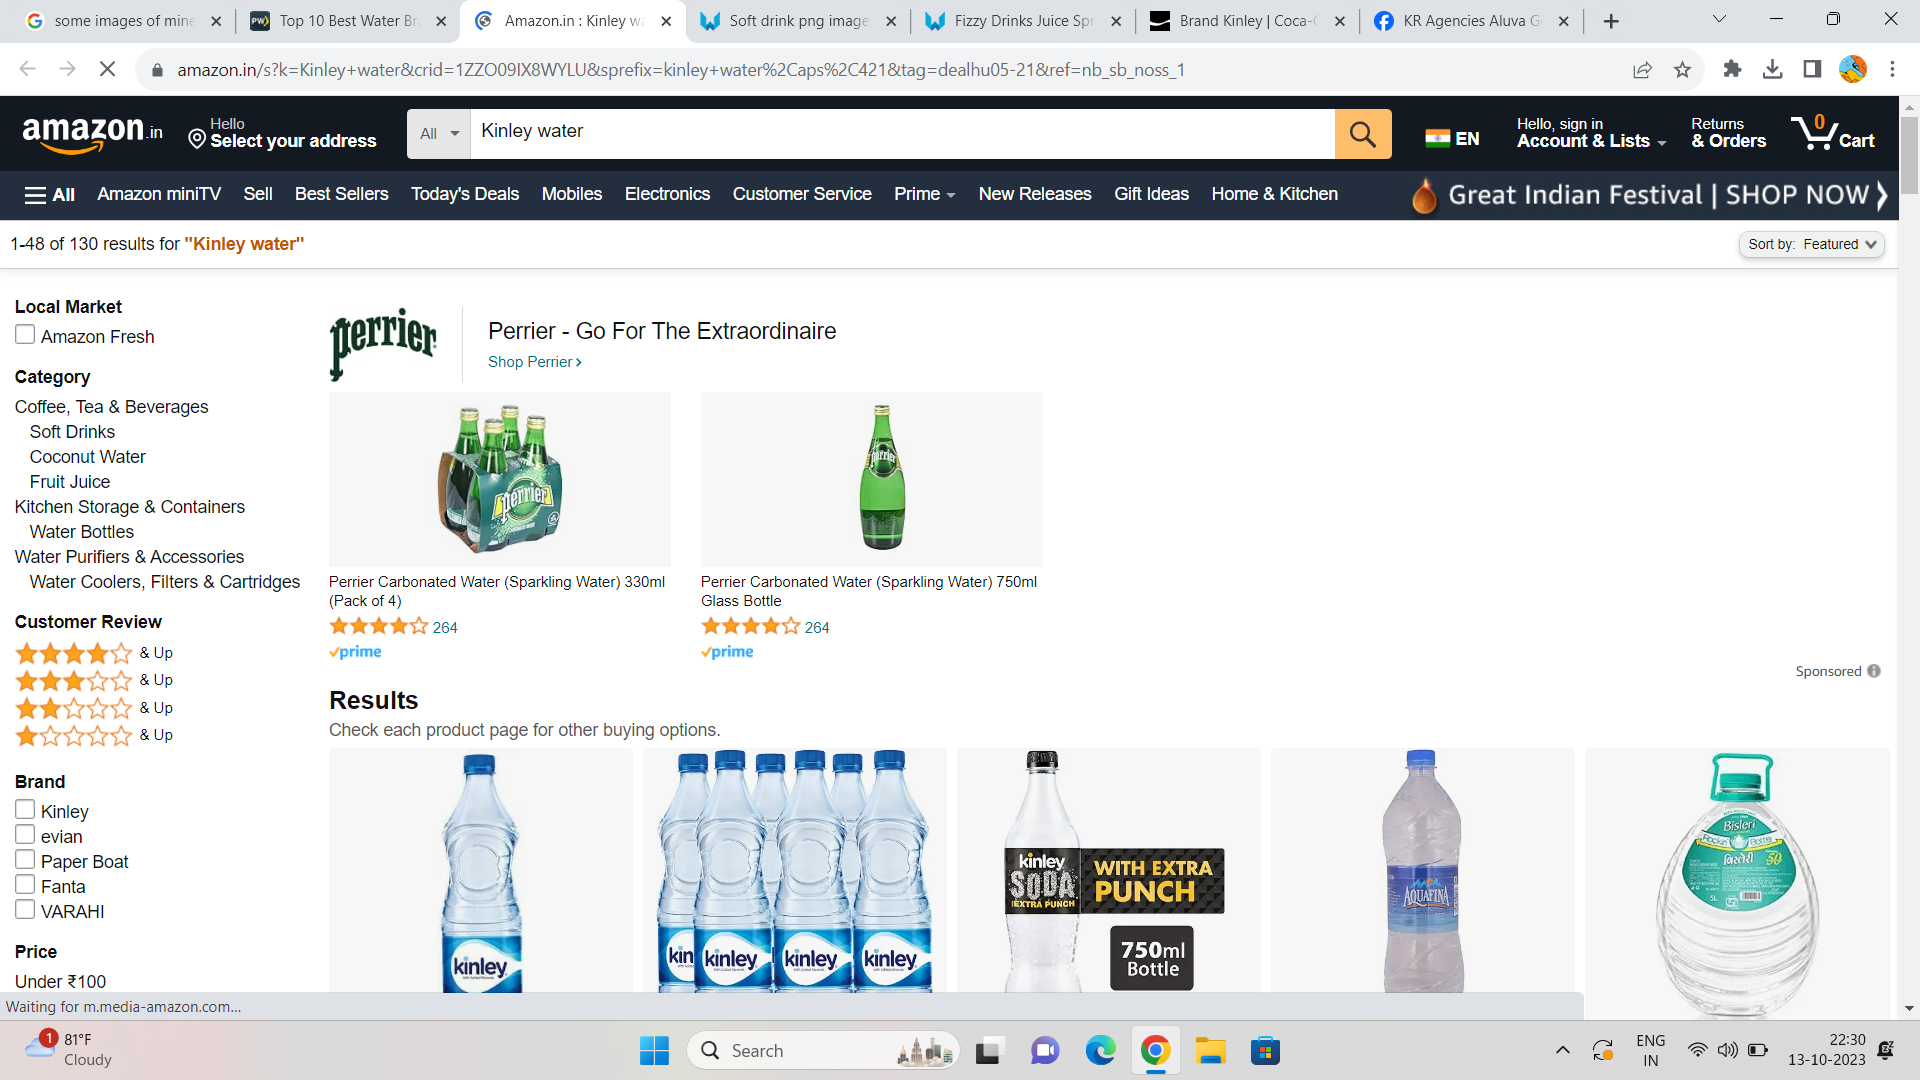 some images of mine
Top 10 Best Water Br
Amazon.in : Kinley wa
Soft drink png image
Fizzy Drinks Juice Spr
Brand Kinley | Coca-C
KR Agencies Aluva G
amazon.in/s?k=Kinley+water&crid=1ZZO09IX8WYLU&sprefix=kinley+water%2Caps%2C421&tag=dealhu05-21&ref=nb_sb_noss_1
amazon.in
Hello
Select your address
All
Kinley water
EN
Hello, sign in
Account & Lists
Returns
& Orders
0
Cart
All
Amazon miniTV
Sell
Best Sellers
Today's Deals
Mobiles
Electronics
Customer Service
Prime
New Releases
Gift Ideas
Home & Kitchen
Great Indian Festival | SHOP NOW
1-48 of 130 results for "Kinley water"
Sort by: Featured
Local Market
Amazon Fresh
Category
Coffee, Tea & Beverages
Soft Drinks
Coconut Water
Fruit Juice
Kitchen Storage & Containers
Water Bottles
Water Purifiers & Accessories
Water Coolers, Filters & Cartridges
Customer Review
& Up
& Up
& Up
& Up
Brand
Kinley
evian
Paper Boat
Fanta
VARAHI
Price
Under ₹100
perrier
Perrier - Go For The Extraordinaire
Shop Perrier
perrier
perrier
Perrier Carbonated Water (Sparkling Water) 330ml
(Pack of 4)
264
prime
Perrier Carbonated Water (Sparkling Water) 750ml
Glass Bottle
264
prime
Sponsored
Results
Check each product page for other buying options.
kinley
kin
kinley
kinley
kinley
kinley
SODA
EXTRA PUNCH
WITH EXTRA
PUNCH
750ml
Bottle
AQUAFINA
Bisleri
बिसलेरी
50
5L
Waiting for m.media-amazon.com...
1
81°F
Cloudy
Search
ENG
IN
22:30
13-10-2023